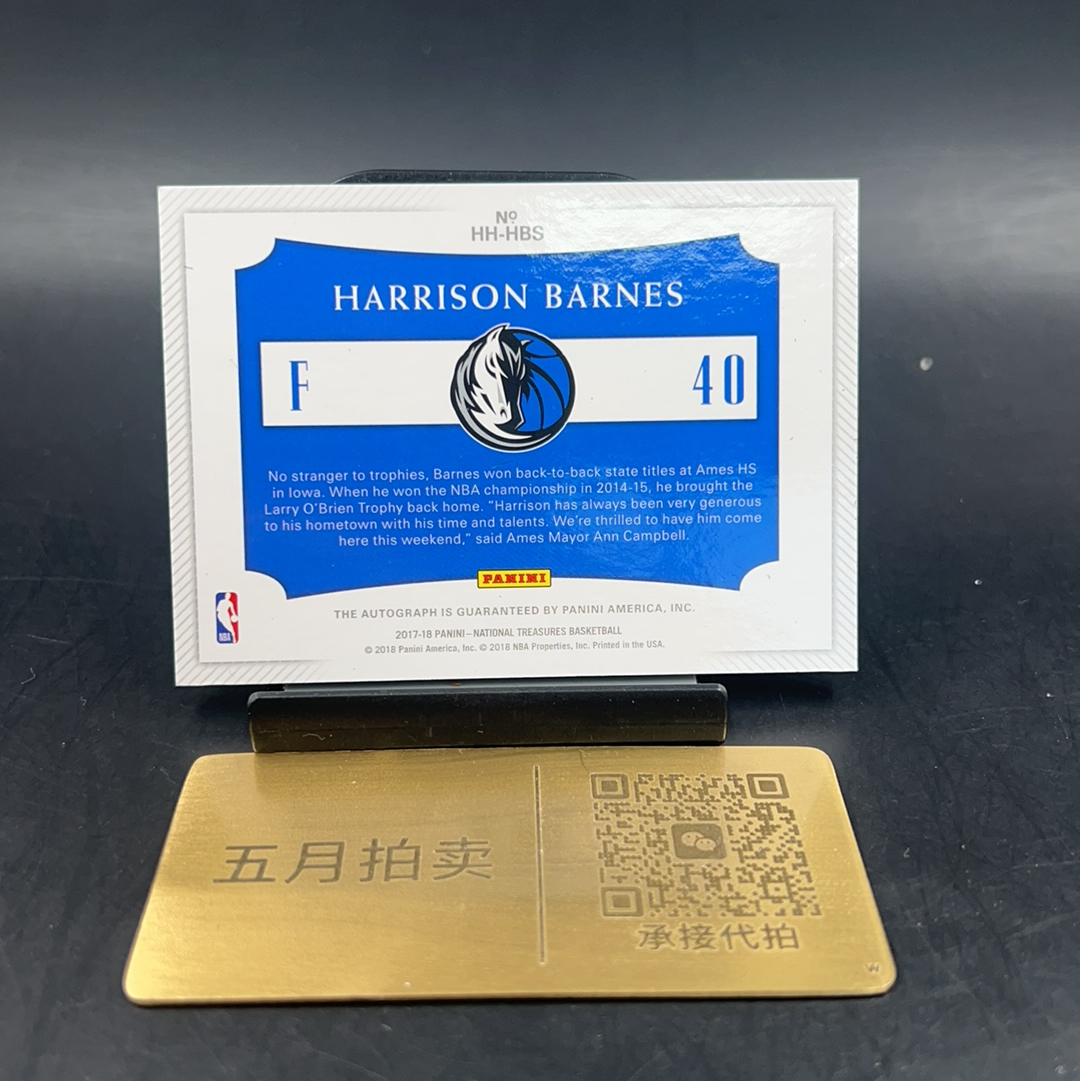 Nº
HH-HBS
HARRISON BARNES
F
40
No stranger to trophies, Barnes won back-to-back state titles at Ames HS
in Iowa. When he won the NBA championship in 2014-15, he brought the
Larry O'Brien Trophy back home. "Harrison has always been very generous
to his hometown with his time and talents. We're thrilled to have him come
here this weekend," said Ames Mayor Ann Campbell.
PANINI
THE AUTOGRAPH IS GUARANTEED BY PANINI AMERICA, INC.
2017-18 PANINI–NATIONAL TREASURES BASKETBALL
© 2018 Panini America, Inc. © 2018 NBA Properties, Inc. Printed in the USA.
NBA
五月拍卖
承接代拍
W